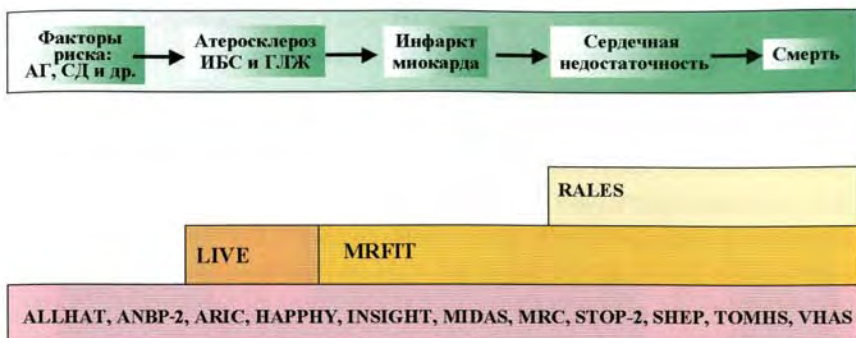 Факторы
риска:
АГ, СД и др.
Атеросклероз
ИБС и ГЛЖ
Инфаркт
миокарда
Сердечная
недостаточность
Смерть
RALES
LIVE
MRFIT
ALLHAT, ANBP-2, ARIC, HAPPHY, INSIGHT, MIDAS, MRC, STOP-2, SHEP, TOMHS, VHAS